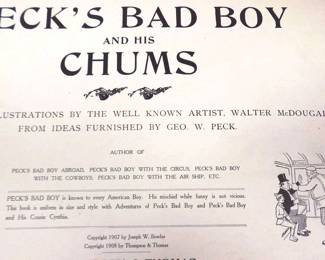 ECK'S BAD BOY
AND HIS
CHUMS
LUSTRATIONS BY THE WELL KNOWN ARTIST, WALTER McDOUGAL
FROM IDEAS FURNISHED BY GEO. W. PECK.
AUTHOR OF
PECK'S BAD BOY ABROAD, PECK'S BAD BOY WITH THE CIRCUS, PECK'S BAD BOY
WITH THE COWBOYS, PECK'S BAD BOY WITH THE AIR SHIP, ETC.
PECK'S BAD BOY is known to every American Boy. His mischief while funny is not vicious.
This book is uniform in size and style with Adventures of Peck's Bad Boy and Peck's Bad Boy
and His Cousin Cynthia.
Copyright 1907 by Joseph W. Bowles
Copyright 1908 by Thompson & Thomas